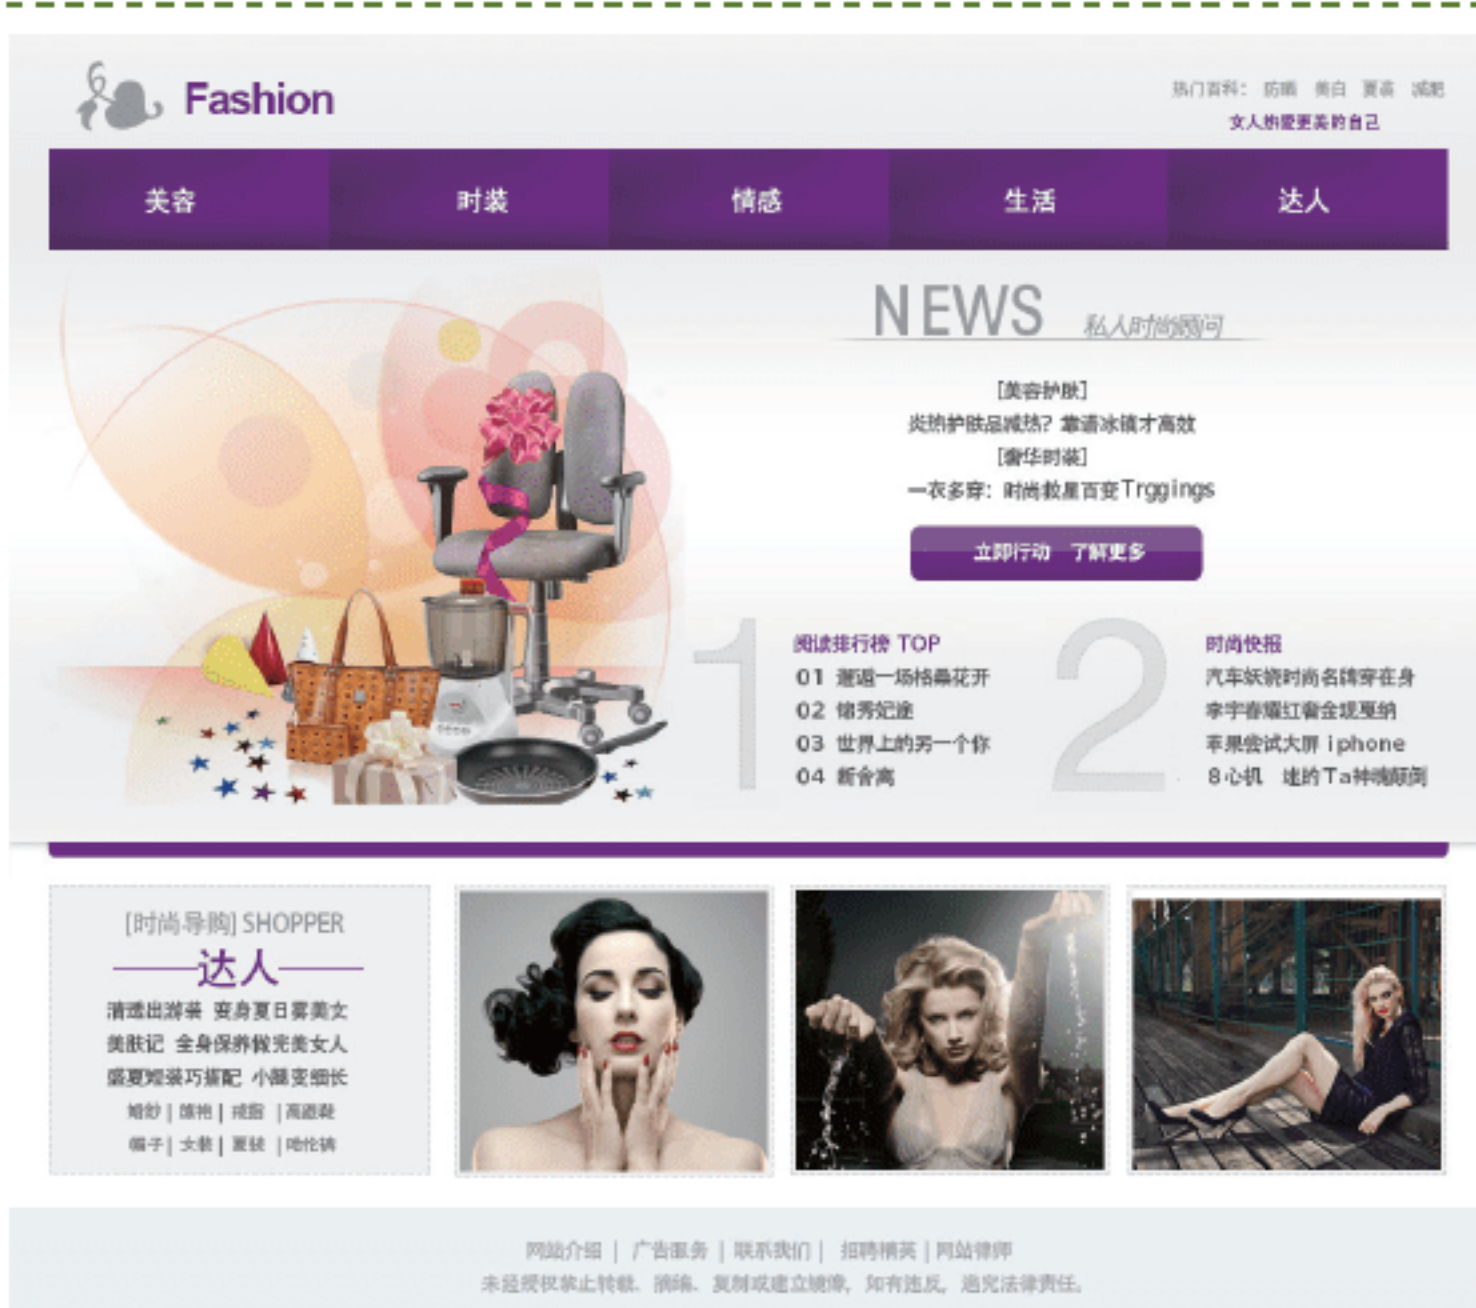 Fashion
热门百科： 防晒 美白 夏装 减肥
女人热爱更美的自己
美容 时装 情感 生活 达人
NEWS 私人时尚顾问
[美容护肤]
炎热护肤品减热？靠谱冰镇才高效
[奢华时装]
一衣多穿：时尚救星百变Trggings
立即行动 了解更多
1
阅读排行榜 TOP
01 邂逅一场格桑花开
02 锦秀妃途
03 世界上的另一个你
04 断舍离
2
时尚快报
汽车妖娆时尚名牌穿在身
李宇春耀红奢金现戛纳
苹果尝试大屏 iphone
8心机 迷的Ta神魂颠倒
[时尚导购] SHOPPER
达人
清透出游装 变身夏日雾美女
美肤记 全身保养做完美女人
盛夏短装巧搭配 小腿变细长
婚纱 | 旗袍 | 戒指 | 高跟鞋
帽子 | 女装 | 夏装 | 哈伦裤
网站介绍 | 广告服务 | 联系我们 | 招聘精英 | 网站律师
未经授权禁止转载、摘编、复制或建立镜像，如有违反，追究法律责任。